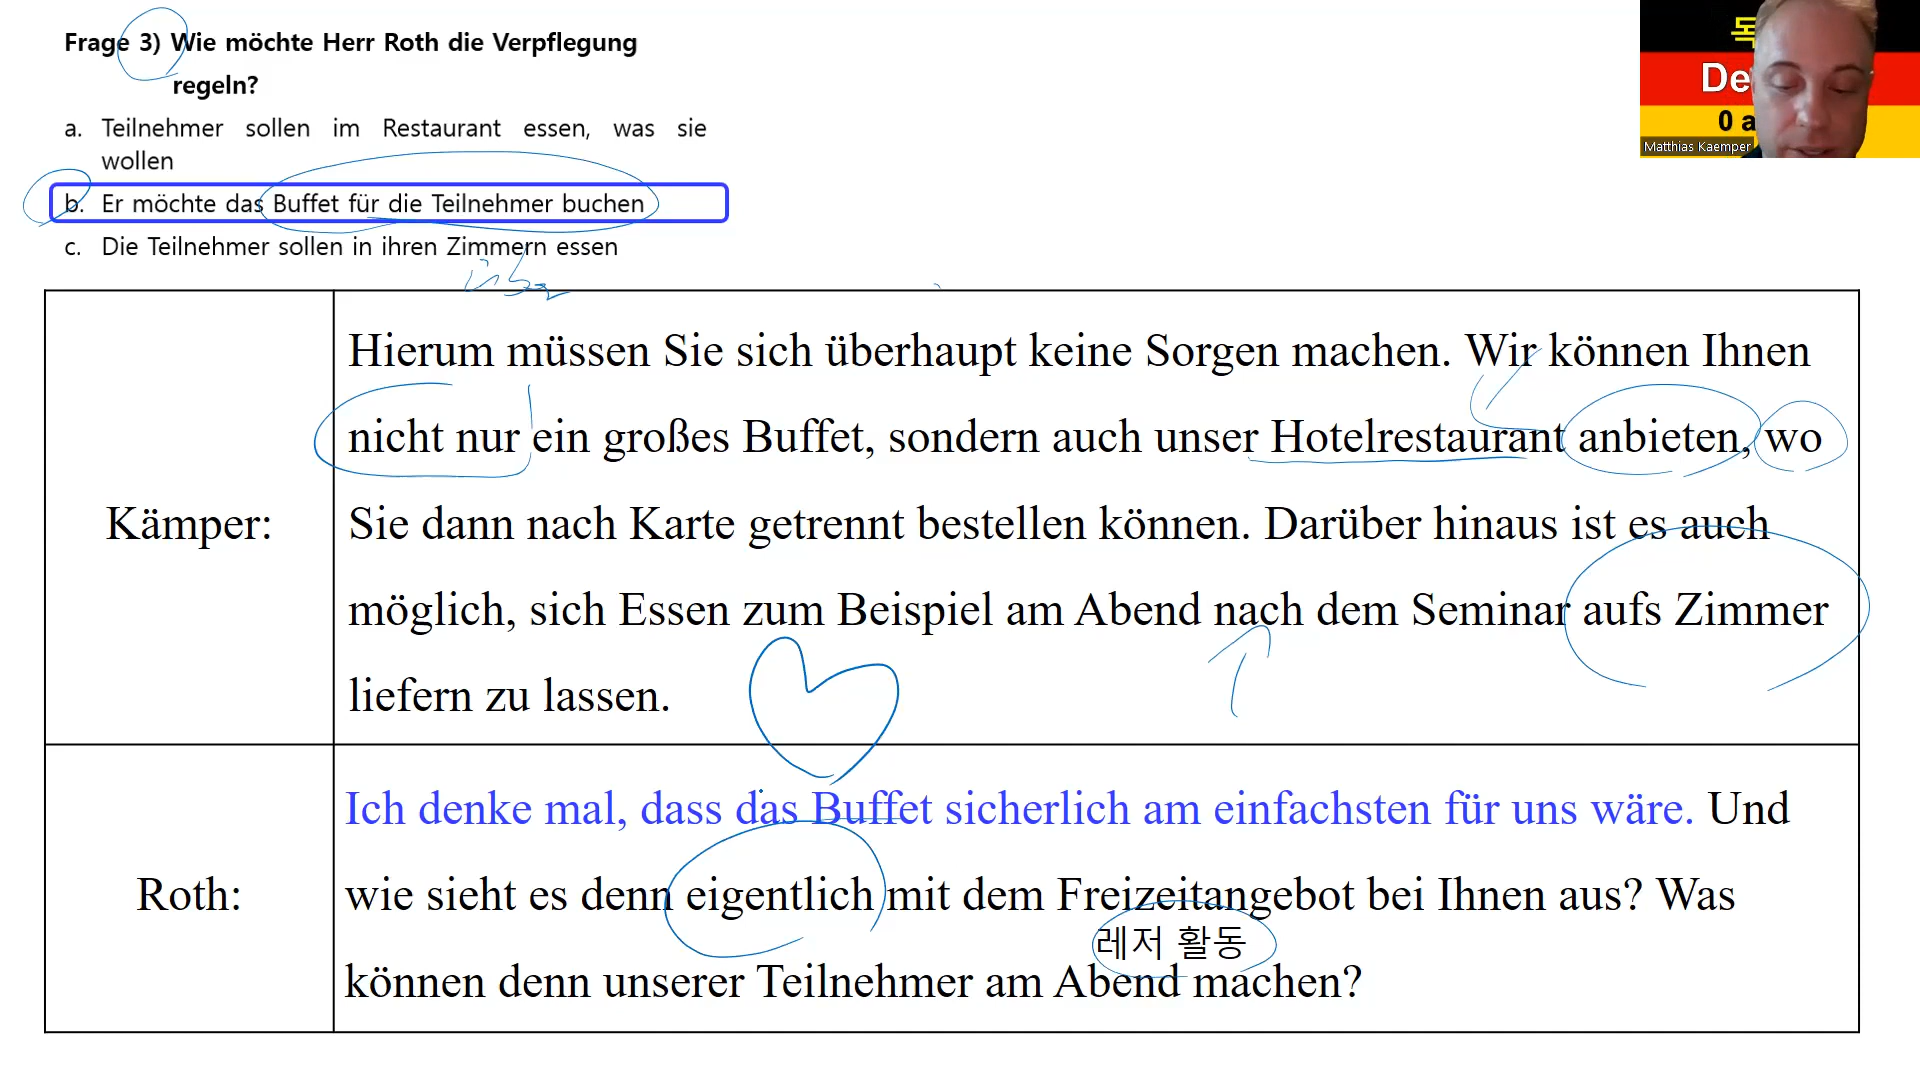 Frage 3) Wie möchte Herr Roth die Verpflegung
regeln?
a. Teilnehmer sollen im Restaurant essen, was sie
wollen
b. Er möchte das Buffet für die Teilnehmer buchen
c. Die Teilnehmer sollen in ihren Zimmern essen
über
De
0 a
Matthias Kaemper
Kämper:
Hierum müssen Sie sich überhaupt keine Sorgen machen. Wir können Ihnen
nicht nur ein großes Buffet, sondern auch unser Hotelrestaurant anbieten, wo
Sie dann nach Karte getrennt bestellen können. Darüber hinaus ist es auch
möglich, sich Essen zum Beispiel am Abend nach dem Seminar aufs Zimmer
liefern zu lassen.
Roth:
Ich denke mal, dass das Buffet sicherlich am einfachsten für uns wäre. Und
wie sieht es denn eigentlich mit dem Freizeitangebot bei Ihnen aus? Was
레저 활동
können denn unserer Teilnehmer am Abend machen?